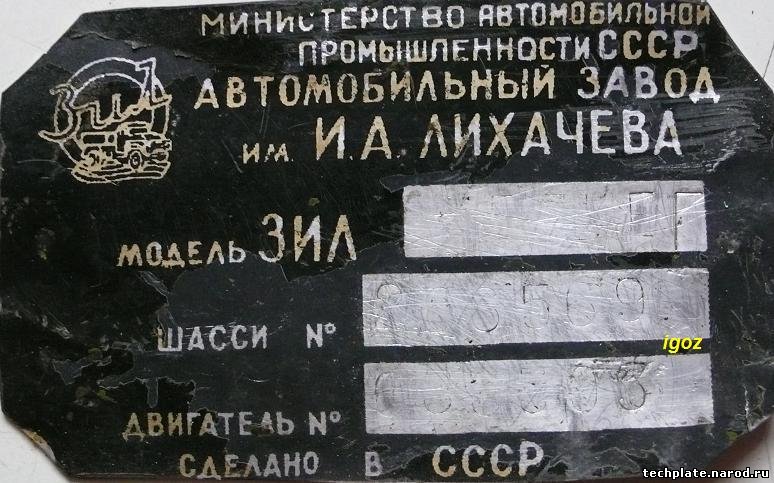 МИНИСТЕРСТВО АВТОМОБИЛЬНОЙ
ПРОМЫШЛЕННОСТИ СССР
ЗИЛ
АВТОМОБИЛЬНЫЙ ЗАВОД
ИМ. И.А. ЛИХАЧЕВА
МОДЕЛЬ ЗИЛ
ШАССИ №
igoz
ДВИГАТЕЛЬ №
СДЕЛАНО В СССР
techplate.narod.ru